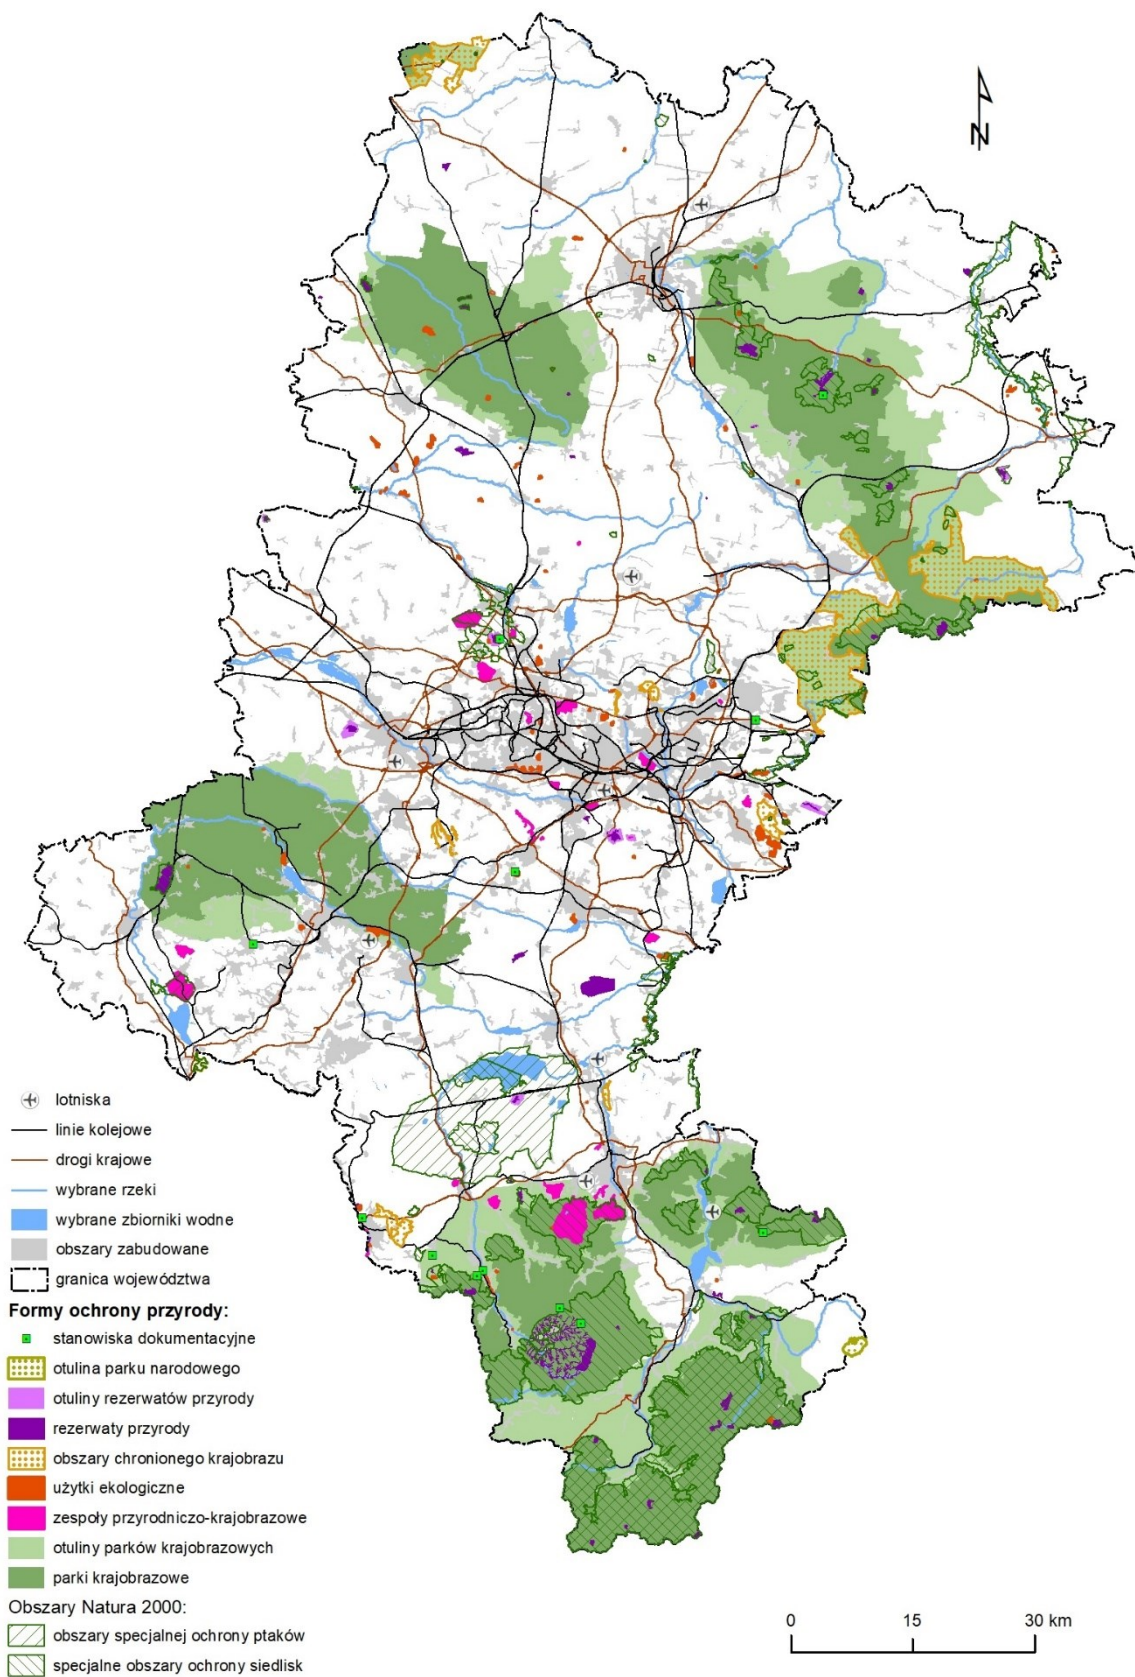 N
lotniska
linie kolejowe
drogi krajowe
wybrane rzeki
wybrane zbiorniki wodne
obszary zabudowane
granica województwa
Formy ochrony przyrody:
stanowiska dokumentacyjne
otulina parku narodowego
otuliny rezerwatów przyrody
rezerwaty przyrody
obszary chronionego krajobrazu
użytki ekologiczne
zespoły przyrodniczo-krajobrazowe
otuliny parków krajobrazowych
parki krajobrazowe
Obszary Natura 2000:
obszary specjalnej ochrony ptaków
specjalne obszary ochrony siedlisk
0 15 30 km